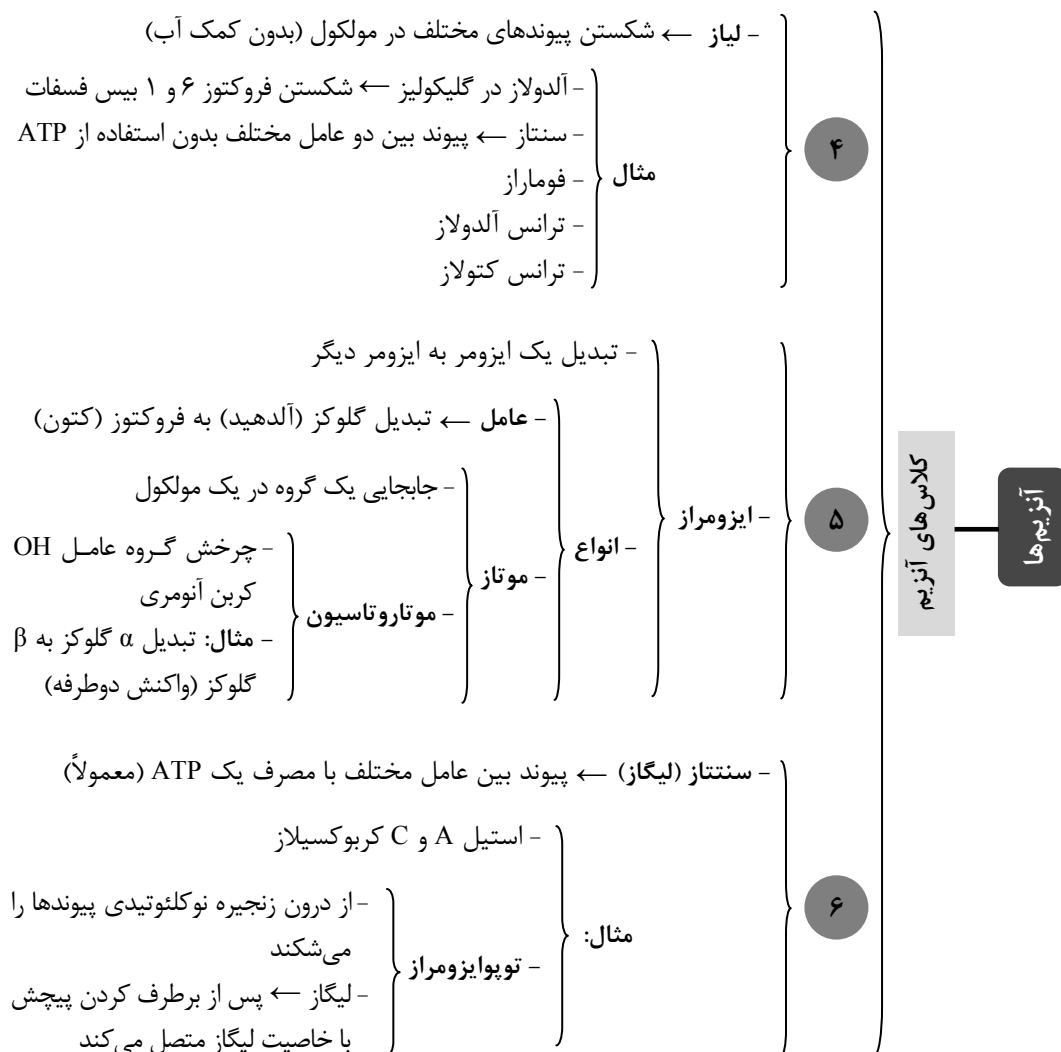 آنزیم‌ها
کلاس‌های آنزیم
۴
- لیاز ← شکستن پیوندهای مختلف در مولکول (بدون کمک آب)
مثال
- آلدولاز در گلیکولیز ← شکستن فروکتوز ۶ و ۱ بیس فسفات
- سنتاز ← پیوند بین دو عامل مختلف بدون استفاده از ATP
- فوماراز
- ترانس آلدولاز
- ترانس کتولاز
۵
- ایزومراز
- تبدیل یک ایزومر به ایزومر دیگر
- انواع
- عامل ← تبدیل گلوکز (آلدهید) به فروکتوز (کتون)
- موتاز
- جابجایی یک گروه در یک مولکول
- موتاروتاسیون
- چرخش گـروه عامـل OH
کربن آنومری
- مثال: تبدیل α گلوکز به β
گلوکز (واکنش دوطرفه)
۶
- سنتتاز (لیگاز) ← پیوند بین عامل مختلف با مصرف یک ATP (معمولاً)
مثال:
- استیل A و C کربوکسیلاز
- توپوایزومراز
- از درون زنجیره نوکلئوتیدی پیوندها را
می‌شکند
- لیگاز ← پس از برطرف کردن پیچش
با خاصیت لیگاز متصل می‌کند